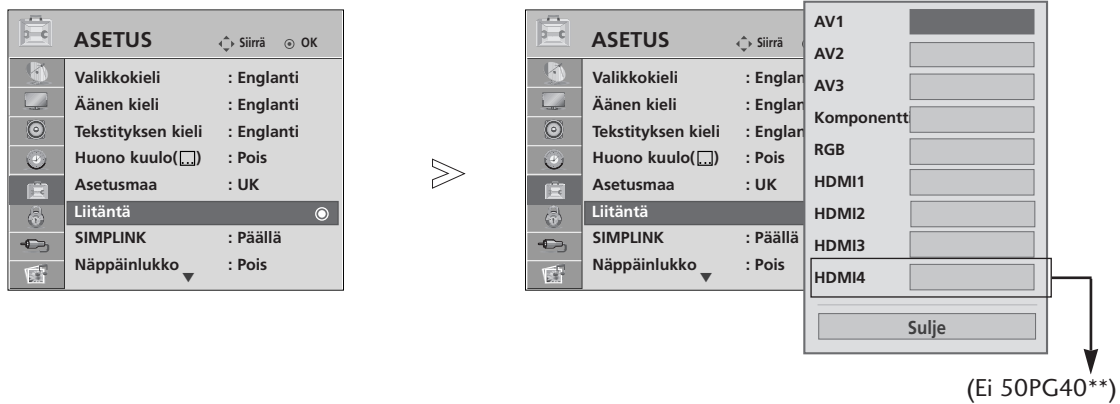 ASETUS Siirrä OK
Valikkokieli : Englanti
Äänen kieli : Englanti
Tekstityksen kieli : Englanti
Huono kuulo( ) : Pois
Asetusmaa : UK
Liitäntä
SIMPLINK : Päällä
Näppäinlukko : Pois
ASETUS Siirrä
Valikkokieli : Englan
Äänen kieli : Englan
Tekstityksen kieli : Englan
Huono kuulo( ) : Pois
Asetusmaa : UK
Liitäntä
SIMPLINK : Päällä
Näppäinlukko : Pois
AV1
AV2
AV3
Komponentti
RGB
HDMI1
HDMI2
HDMI3
HDMI4
Sulje
(Ei 50PG40**)